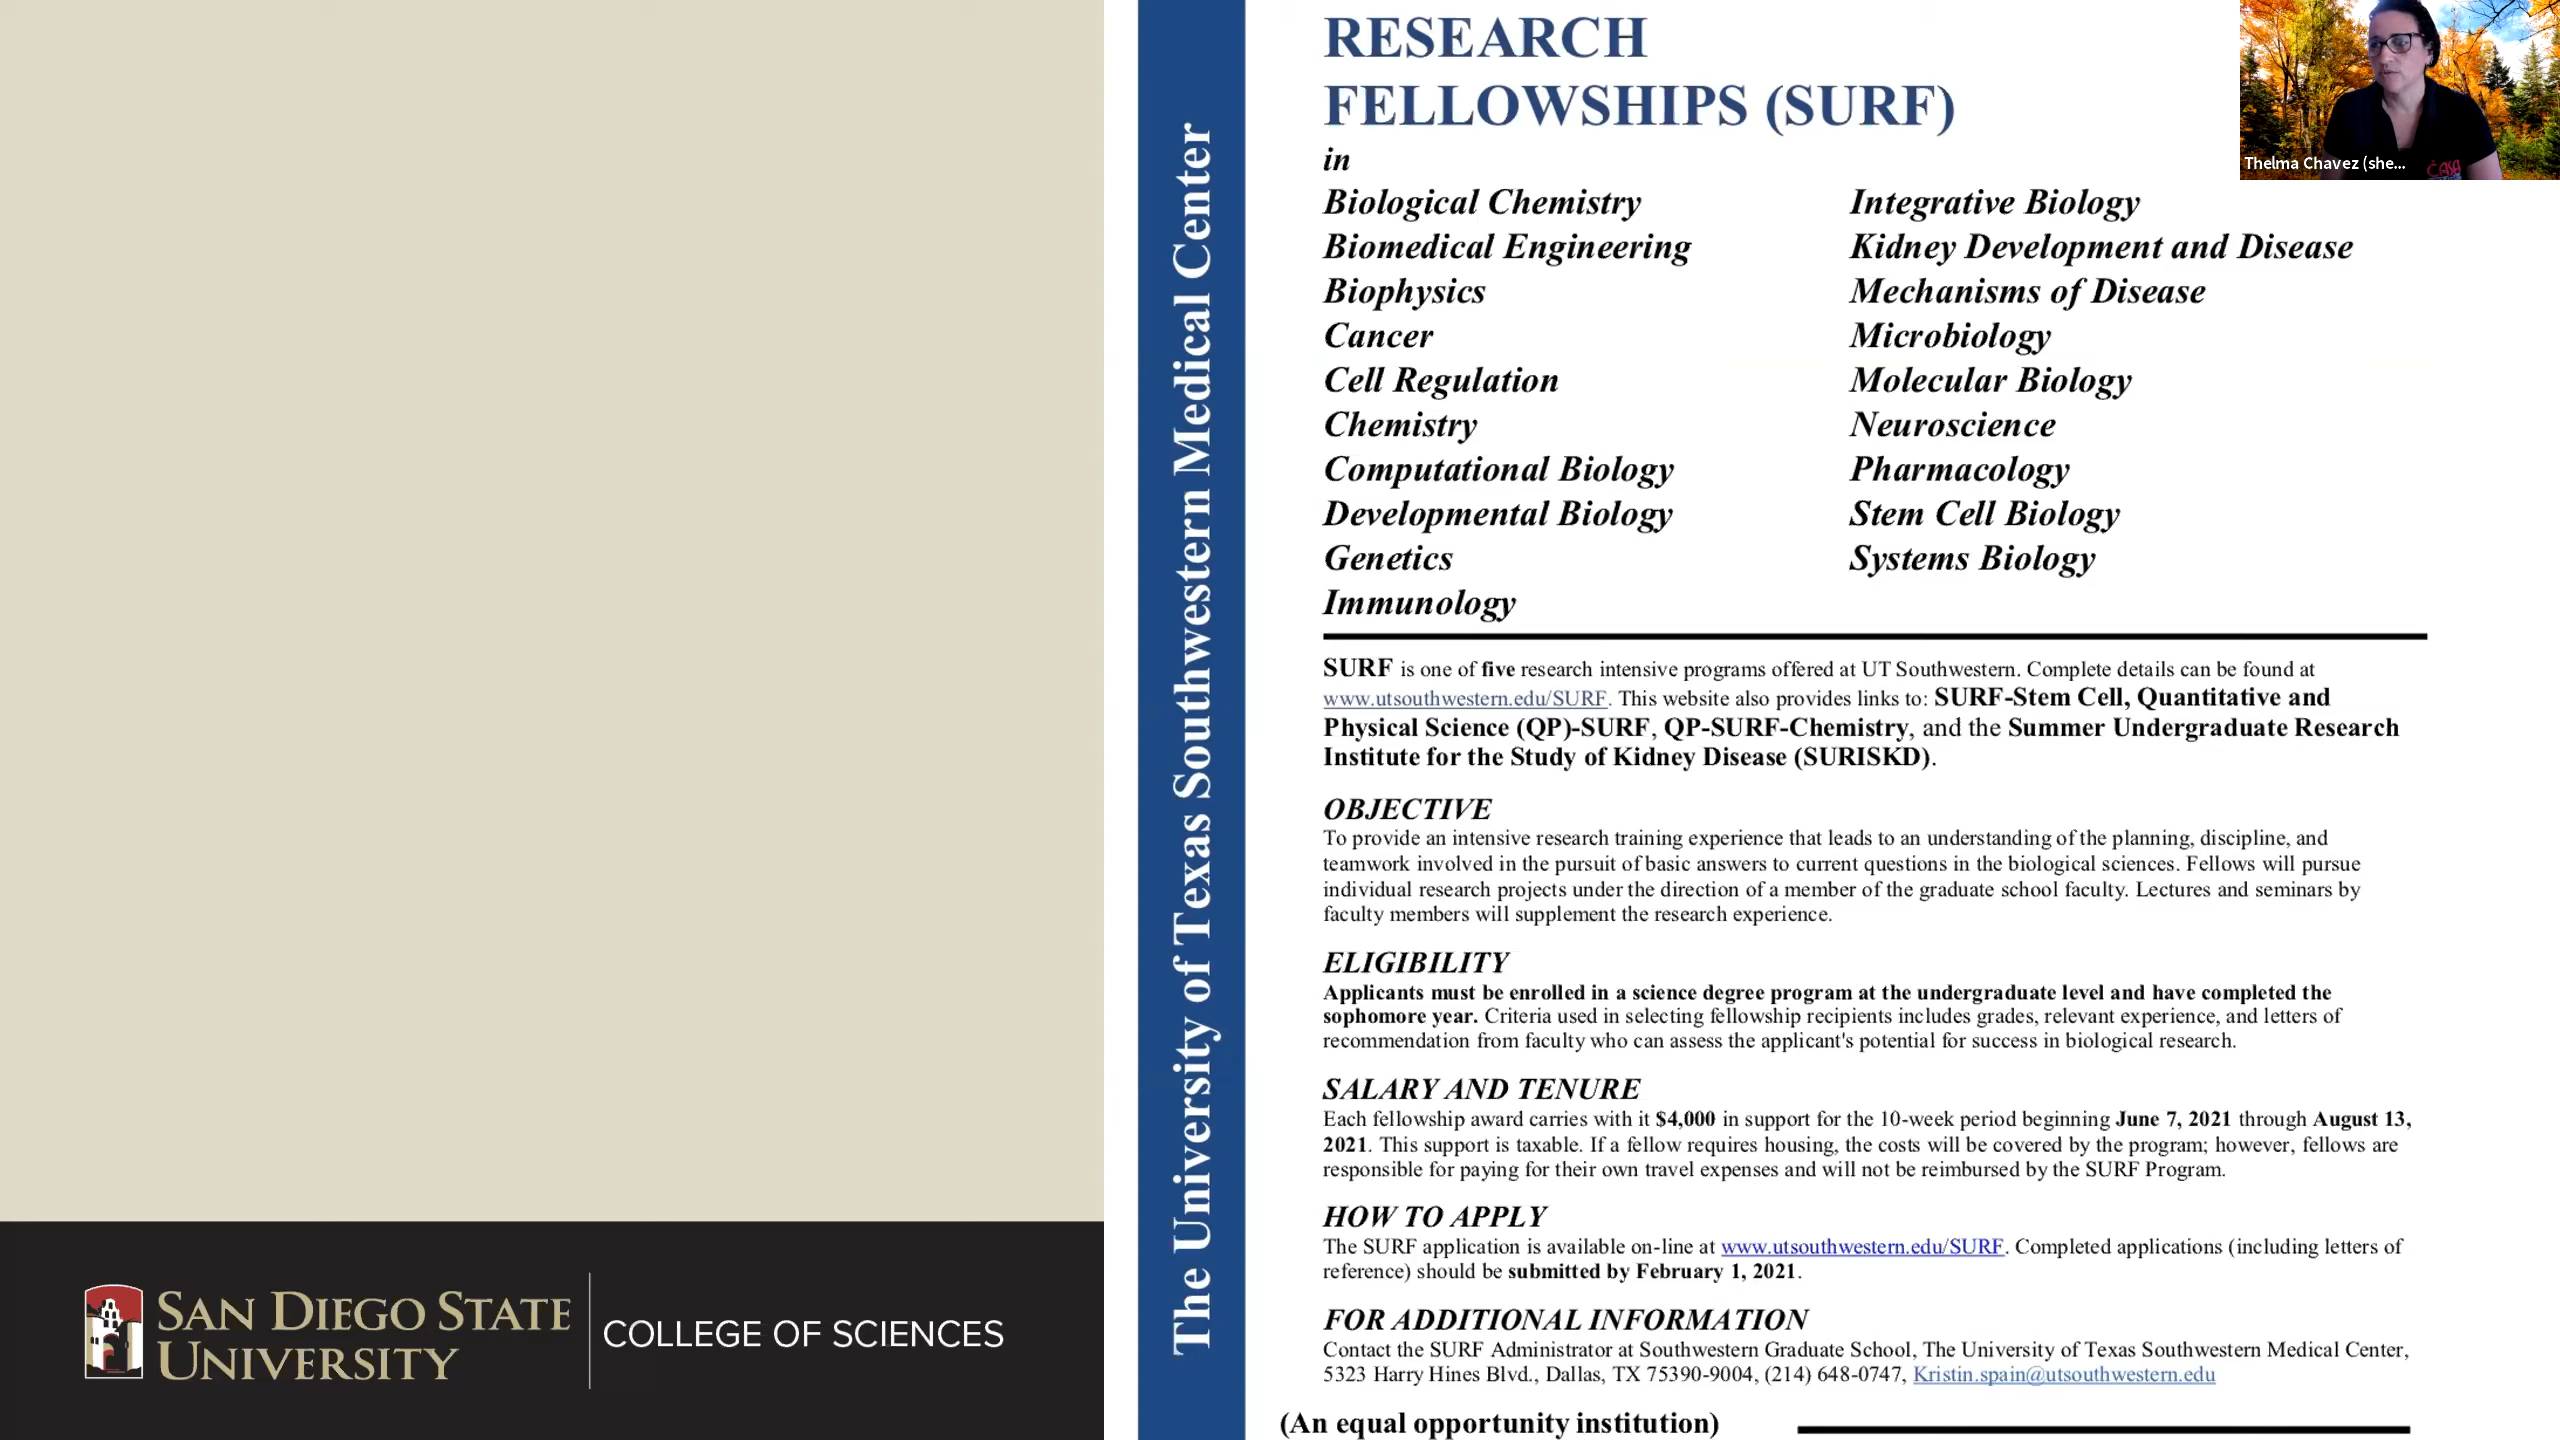 RESEARCH
FELLOWSHIPS (SURF)
in
Biological Chemistry
Biomedical Engineering
Biophysics
Cancer
Cell Regulation
Chemistry
Computational Biology
Developmental Biology
Genetics
Immunology
Integrative Biology
Kidney Development and Disease
Mechanisms of Disease
Microbiology
Molecular Biology
Neuroscience
Pharmacology
Stem Cell Biology
Systems Biology
SURF is one of five research intensive programs offered at UT Southwestern. Complete details can be found at
www.utsouthwestern.edu/SURF. This website also provides links to: SURF-Stem Cell, Quantitative and
Physical Science (QP)-SURF, QP-SURF-Chemistry, and the Summer Undergraduate Research
Institute for the Study of Kidney Disease (SURISKD).
OBJECTIVE
To provide an intensive research training experience that leads to an understanding of the planning, discipline, and
teamwork involved in the pursuit of basic answers to current questions in the biological sciences. Fellows will pursue
individual research projects under the direction of a member of the graduate school faculty. Lectures and seminars by
faculty members will supplement the research experience.
ELIGIBILITY
Applicants must be enrolled in a science degree program at the undergraduate level and have completed the
sophomore year. Criteria used in selecting fellowship recipients includes grades, relevant experience, and letters of
recommendation from faculty who can assess the applicant's potential for success in biological research.
SALARY AND TENURE
Each fellowship award carries with it $4,000 in support for the 10-week period beginning June 7, 2021 through August 13,
2021. This support is taxable. If a fellow requires housing, the costs will be covered by the program; however, fellows are
responsible for paying for their own travel expenses and will not be reimbursed by the SURF Program.
HOW TO APPLY
The SURF application is available on-line at www.utsouthwestern.edu/SURF. Completed applications (including letters of
reference) should be submitted by February 1, 2021.
FOR ADDITIONAL INFORMATION
Contact the SURF Administrator at Southwestern Graduate School, The University of Texas Southwestern Medical Center,
5323 Harry Hines Blvd., Dallas, TX 75390-9004, (214) 648-0747, Kristin.spain@utsouthwestern.edu
(An equal opportunity institution)
The University of Texas Southwestern Medical Center
SAN DIEGO STATE
UNIVERSITY
COLLEGE OF SCIENCES
Thelma Chavez (she...
CASA